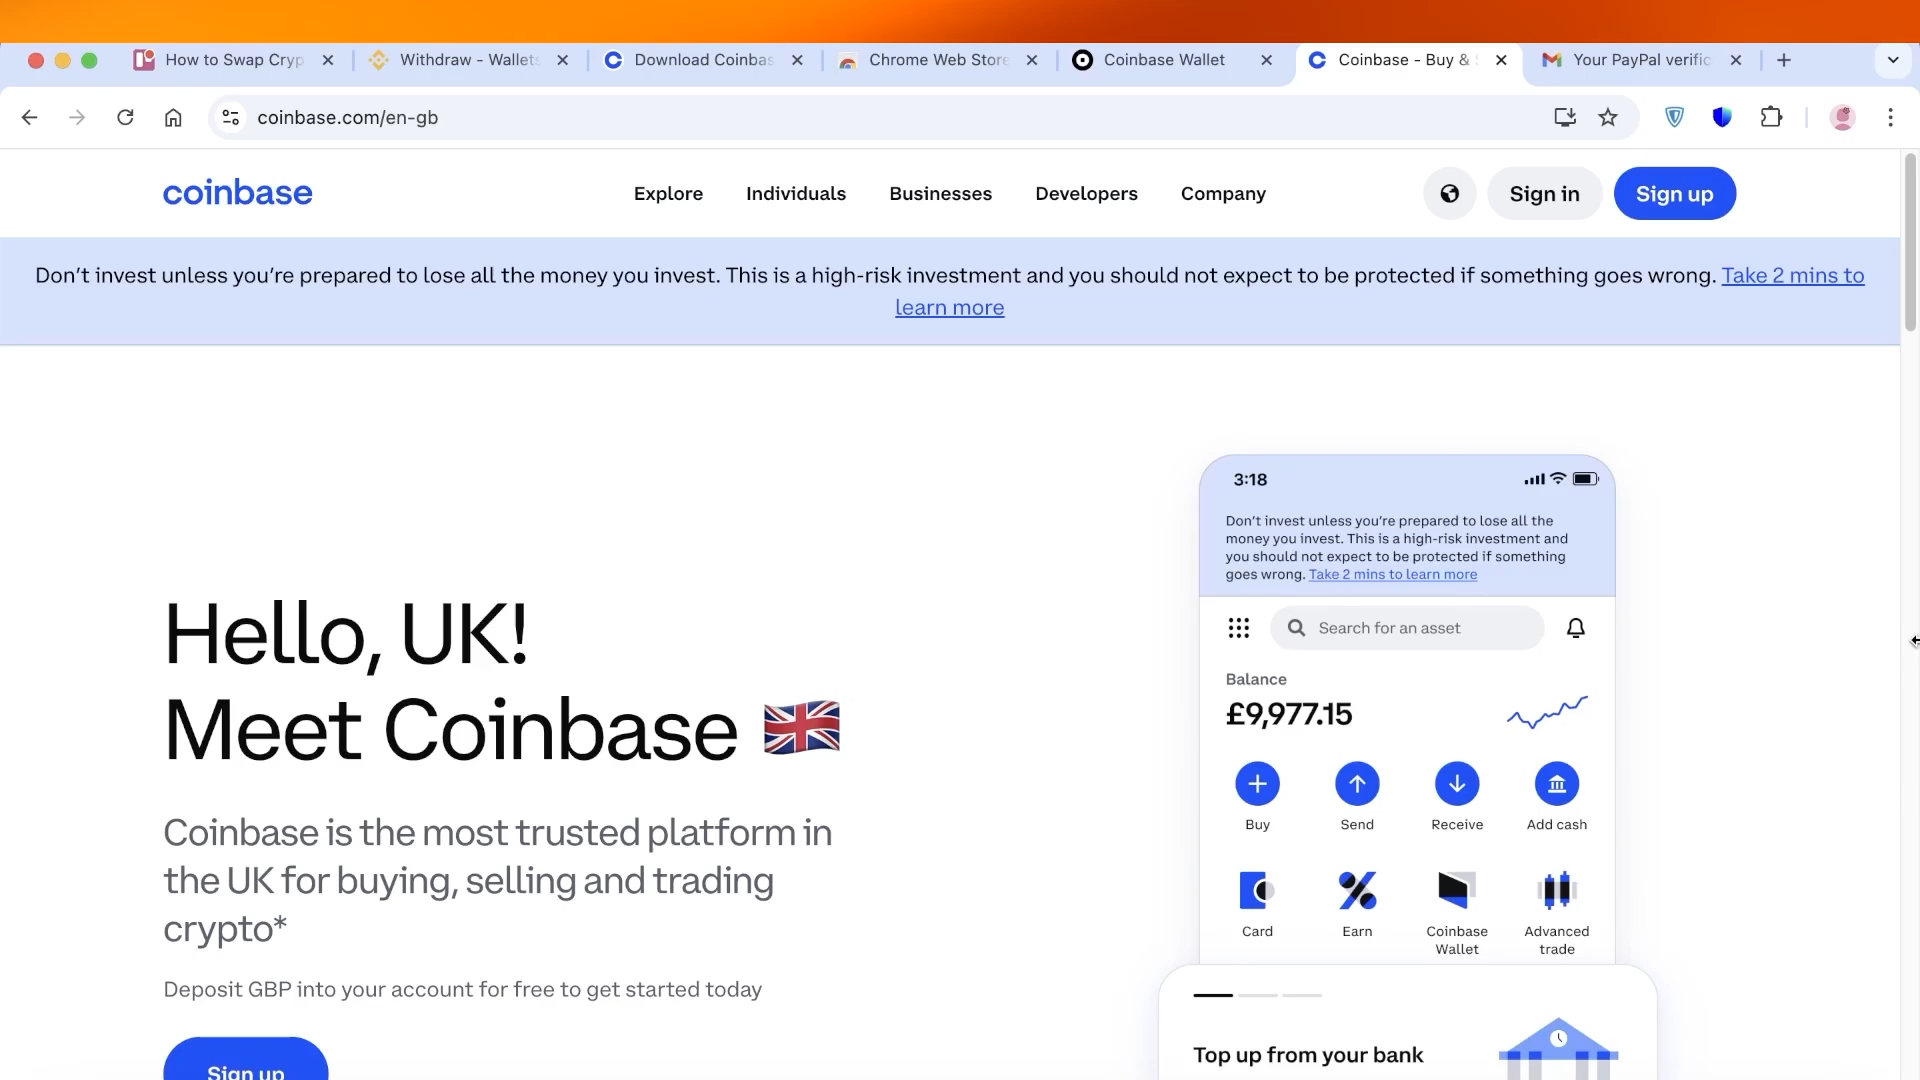 How to Swap Cryp
Withdraw - Wallets
Download Coinbas
Chrome Web Store
Coinbase Wallet
Coinbase - Buy & S
Your PayPal verific
coinbase.com/en-gb
coinbase
Explore
Individuals
Businesses
Developers
Company
Sign in
Sign up
Don't invest unless you're prepared to lose all the money you invest. This is a high-risk investment and you should not expect to be protected if something goes wrong. Take 2 mins to
learn more
Hello, UK!
Meet Coinbase
Coinbase is the most trusted platform in
the UK for buying, selling and trading
crypto*
Deposit GBP into your account for free to get started today
Sign up
3:18
Don't invest unless you're prepared to lose all the
money you invest. This is a high-risk investment and
you should not expect to be protected if something
goes wrong. Take 2 mins to learn more
Search for an asset
Balance
£9,977.15
Buy
Send
Receive
Add cash
Card
Earn
Coinbase
Wallet
Advanced
trade
Top up from your bank